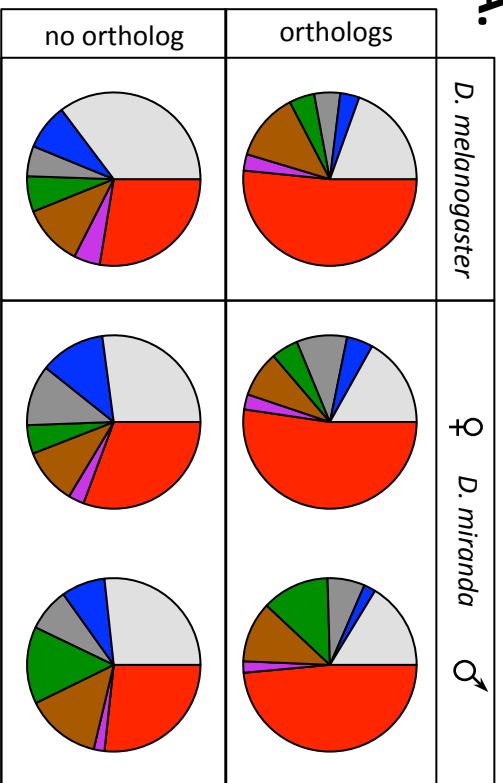 A.
no ortholog
orthologs
D. melanogaster
♀ D. miranda ♂